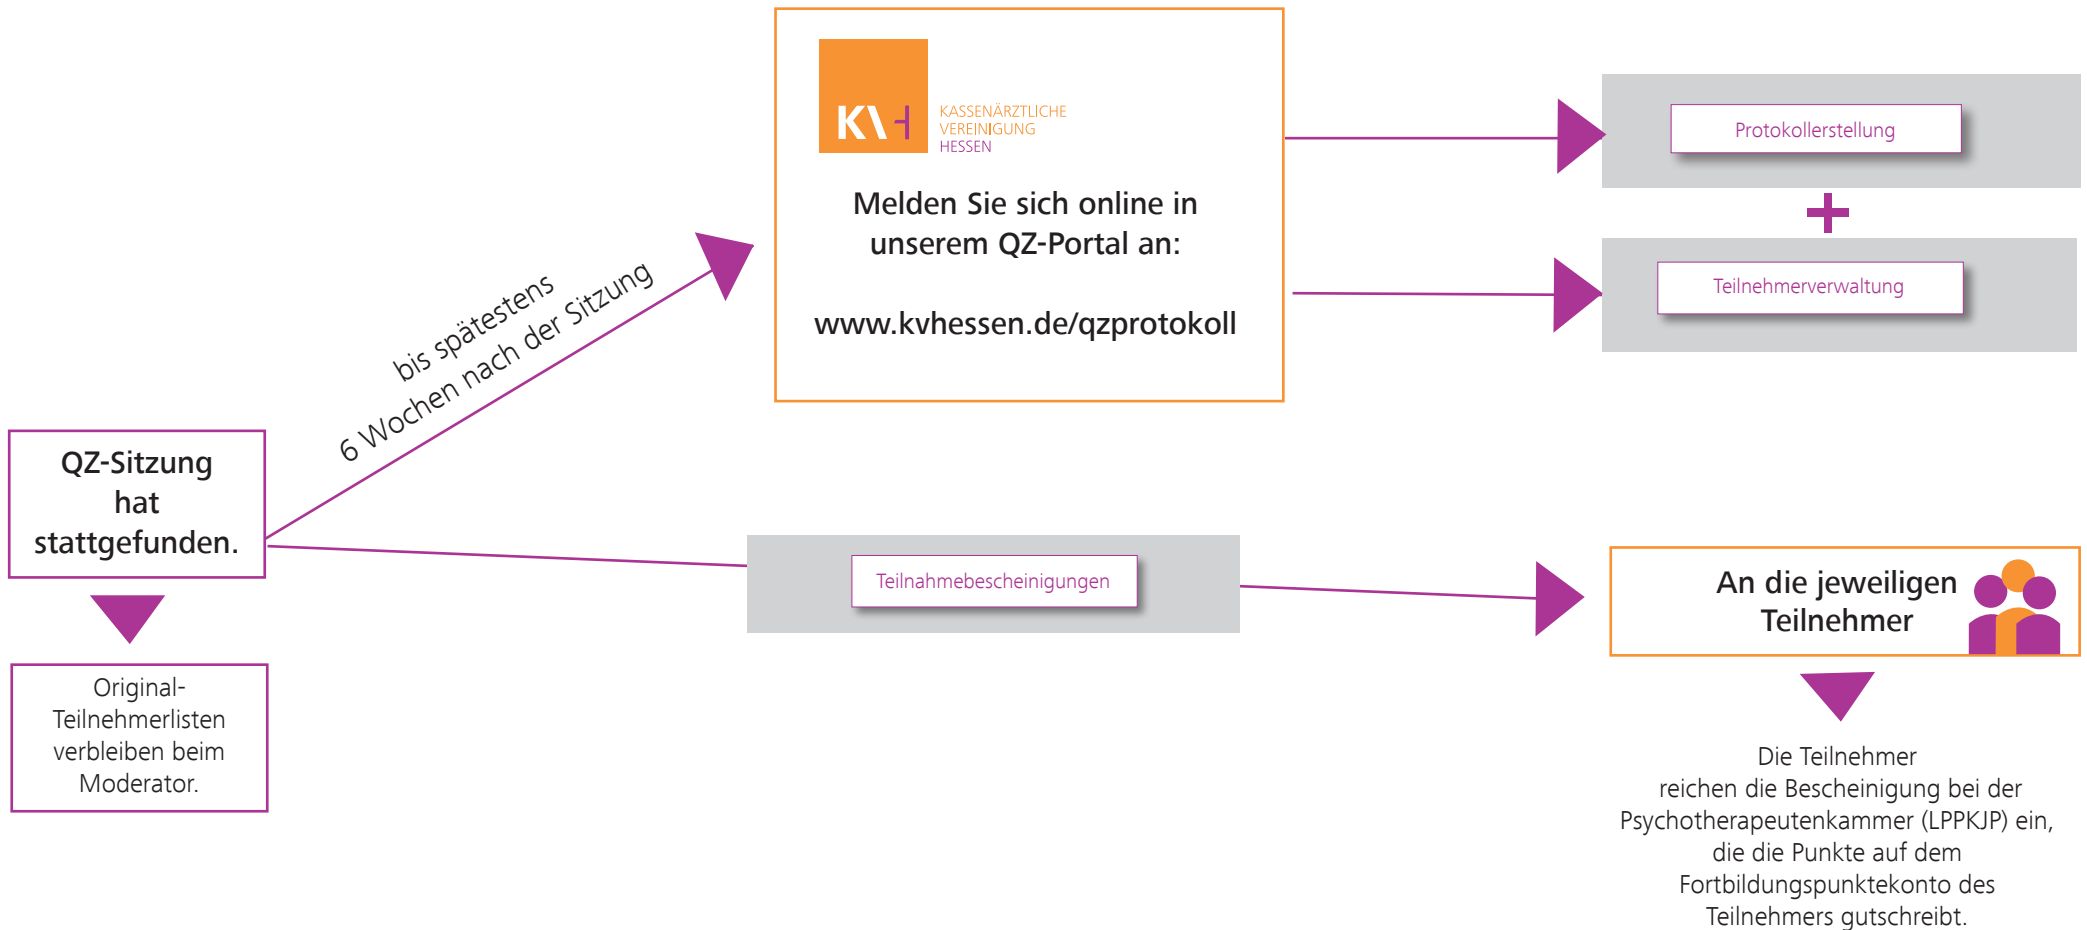 KVH
KASSENÄRZTLICHE
VEREINIGUNG
HESSEN
Melden Sie sich online in
unserem QZ-Portal an:
www.kvhessen.de/qzprotokoll
Protokollerstellung
+
Teilnehmerverwaltung
bis spätestens
6 Wochen nach der Sitzung
QZ-Sitzung
hat
stattgefunden.
Original-
Teilnehmerlisten
verbleiben beim
Moderator.
Teilnahmebescheinigungen
An die jeweiligen
Teilnehmer
Die Teilnehmer
reichen die Bescheinigung bei der
Psychotherapeutenkammer (LPPKJP) ein,
die die Punkte auf dem
Fortbildungspunktekonto des
Teilnehmers gutschreibt.